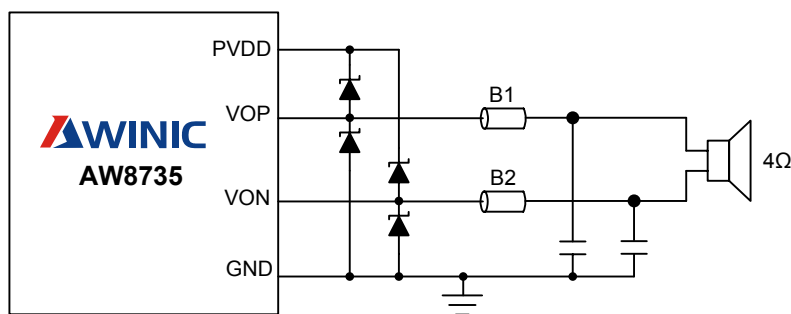 PVDD
B1
VOP
AWINIC
AW8735
4Ω
B2
VON
GND